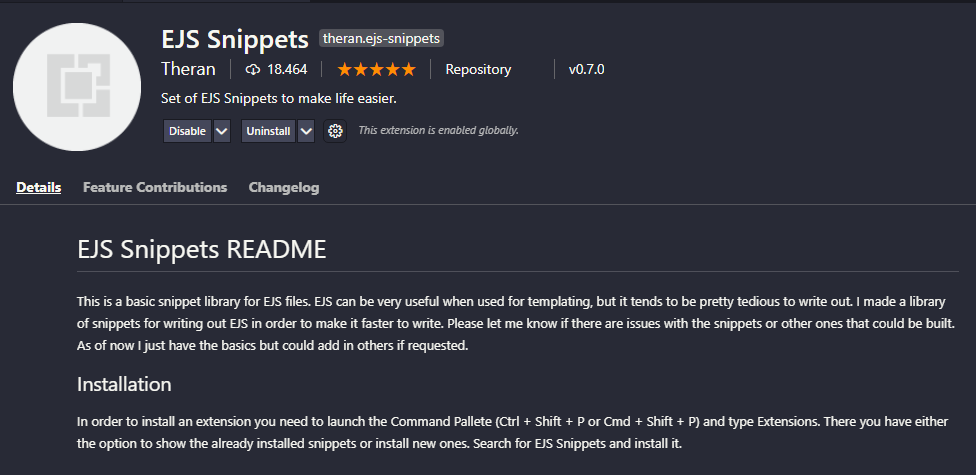 EJS Snippets theran.ejs-snippets
Theran 18.464 Repository v0.7.0
Set of EJS Snippets to make life easier.
Disable Uninstall This extension is enabled globally.
Details Feature Contributions Changelog
EJS Snippets README
This is a basic snippet library for EJS files. EJS can be very useful when used for templating, but it tends to be pretty tedious to write out. I made a library
of snippets for writing out EJS in order to make it faster to write. Please let me know if there are issues with the snippets or other ones that could be built.
As of now I just have the basics but could add in others if requested.
Installation
In order to install an extension you need to launch the Command Pallete (Ctrl + Shift + P or Cmd + Shift + P) and type Extensions. There you have either
the option to show the already installed snippets or install new ones. Search for EJS Snippets and install it.